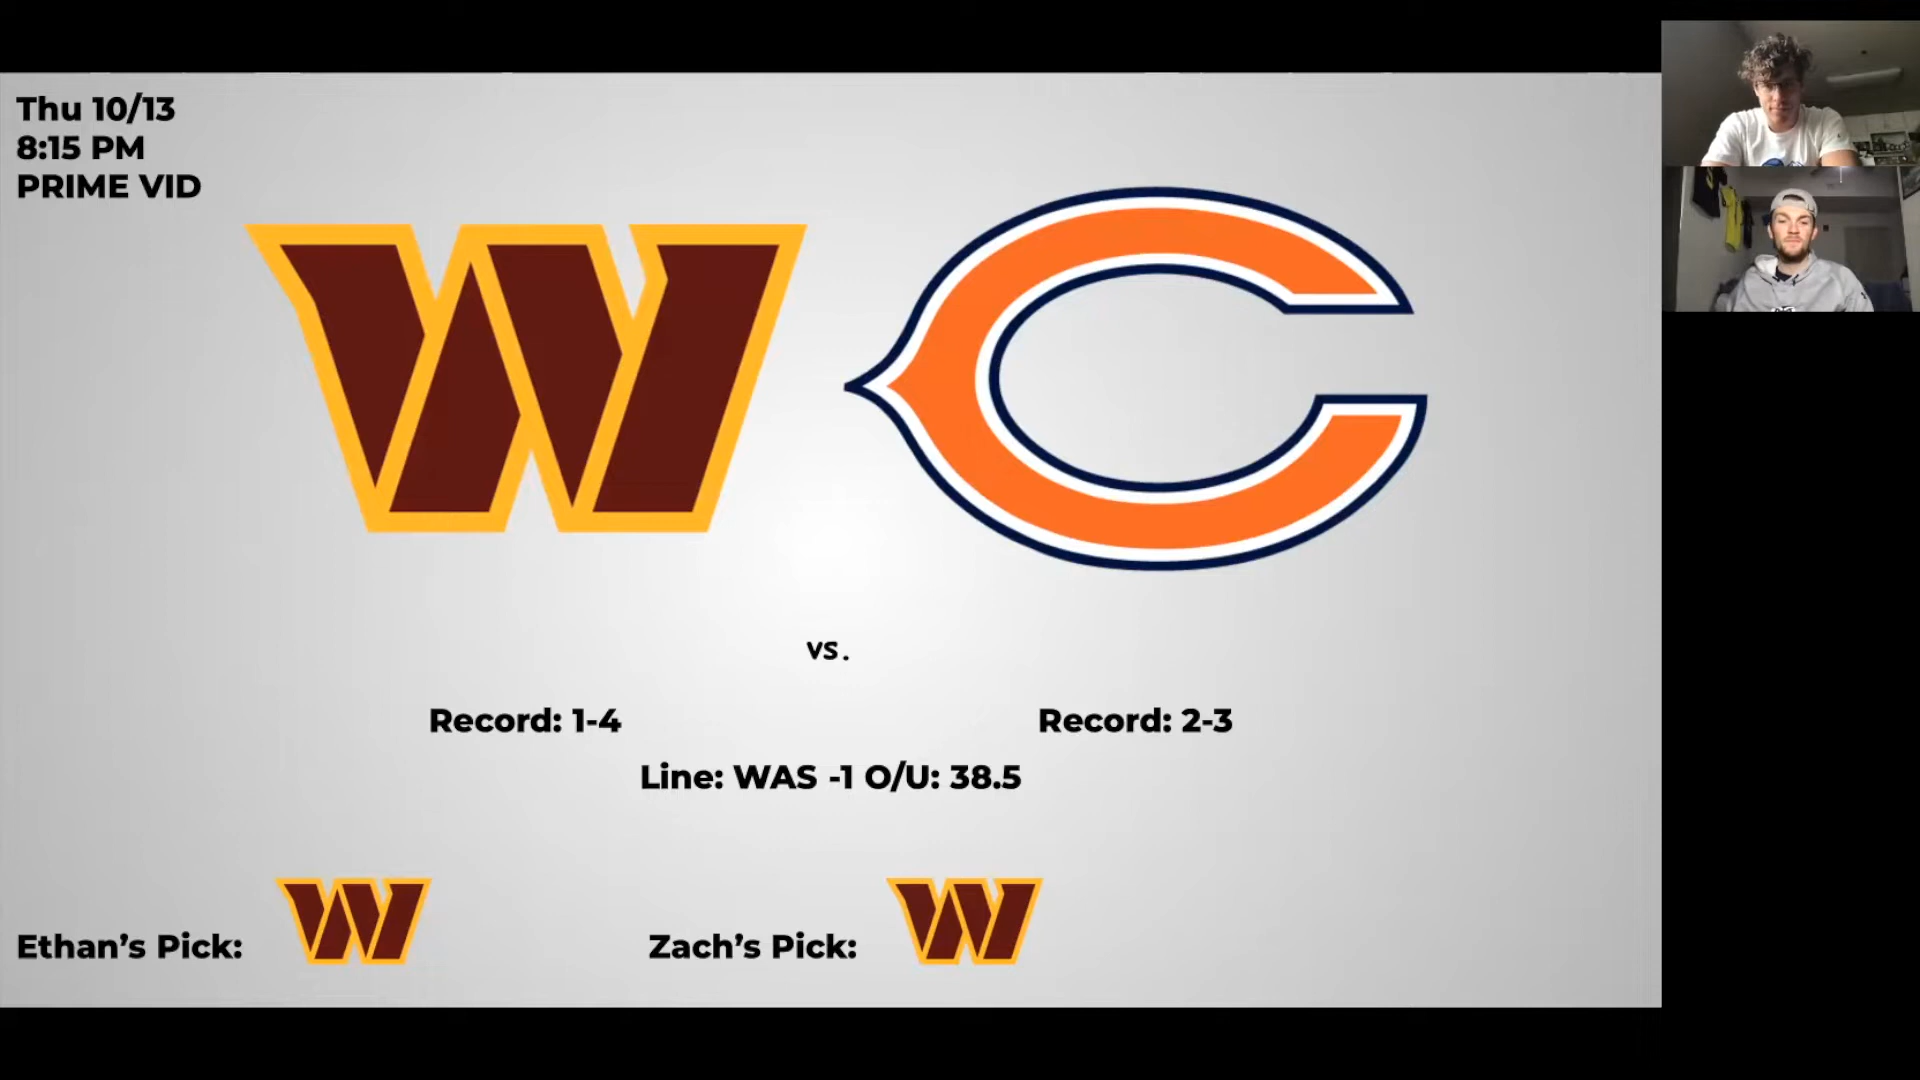 Thu 10/13
8:15 PM
PRIME VID
vs.
Record: 1-4
Record: 2-3
Line: WAS -1 O/U: 38.5
Ethan's Pick:
Zach's Pick: